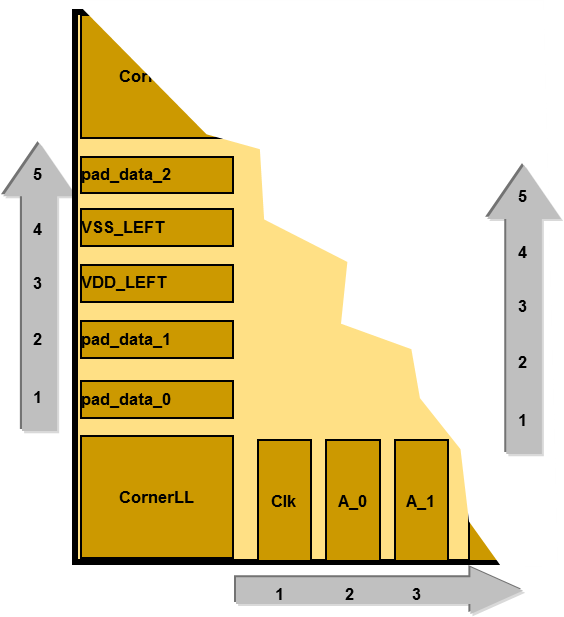 Cor
5
pad_data_2
5
4
VSS_LEFT
4
3
VDD_LEFT
3
2
pad_data_1
2
1
pad_data_0
1
CornerLL
Clk
A_0
A_1
1
2
3